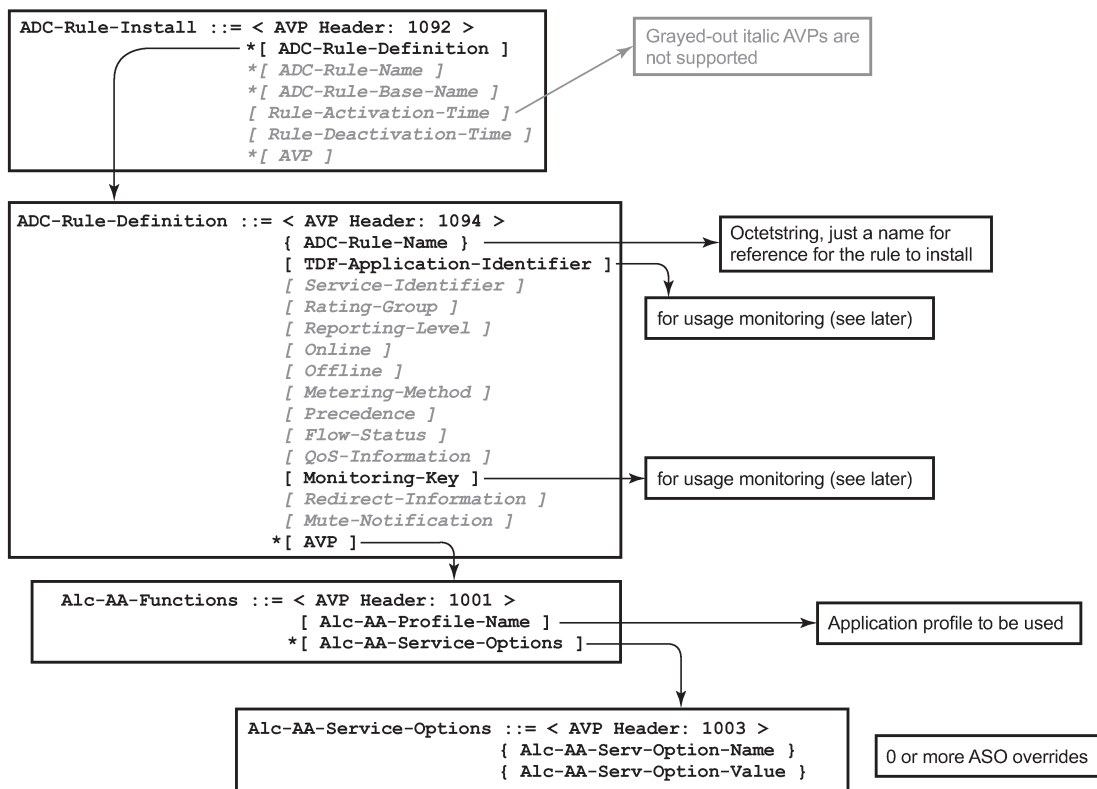 ADC-Rule-Install ::= < AVP Header: 1092 >
*[ ADC-Rule-Definition ]
*[ ADC-Rule-Name ]
*[ ADC-Rule-Base-Name ]
[ Rule-Activation-Time ]
[ Rule-Deactivation-Time ]
*[ AVP ]
Grayed-out italic AVPs are
not supported
ADC-Rule-Definition ::= < AVP Header: 1094 >
{ ADC-Rule-Name }
[ TDF-Application-Identifier ]
[ Service-Identifier ]
[ Rating-Group ]
[ Reporting-Level ]
[ Online ]
[ Offline ]
[ Metering-Method ]
[ Precedence ]
[ Flow-Status ]
[ QoS-Information ]
[ Monitoring-Key ]
[ Redirect-Information ]
[ Mute-Notification ]
*[ AVP ]
Octetstring, just a name for
reference for the rule to install
for usage monitoring (see later)
for usage monitoring (see later)
Alc-AA-Functions ::= < AVP Header: 1001 >
[ Alc-AA-Profile-Name ]
*[ Alc-AA-Service-Options ]
Application profile to be used
Alc-AA-Service-Options ::= < AVP Header: 1003 >
{ Alc-AA-Serv-Option-Name }
{ Alc-AA-Serv-Option-Value }
0 or more ASO overrides